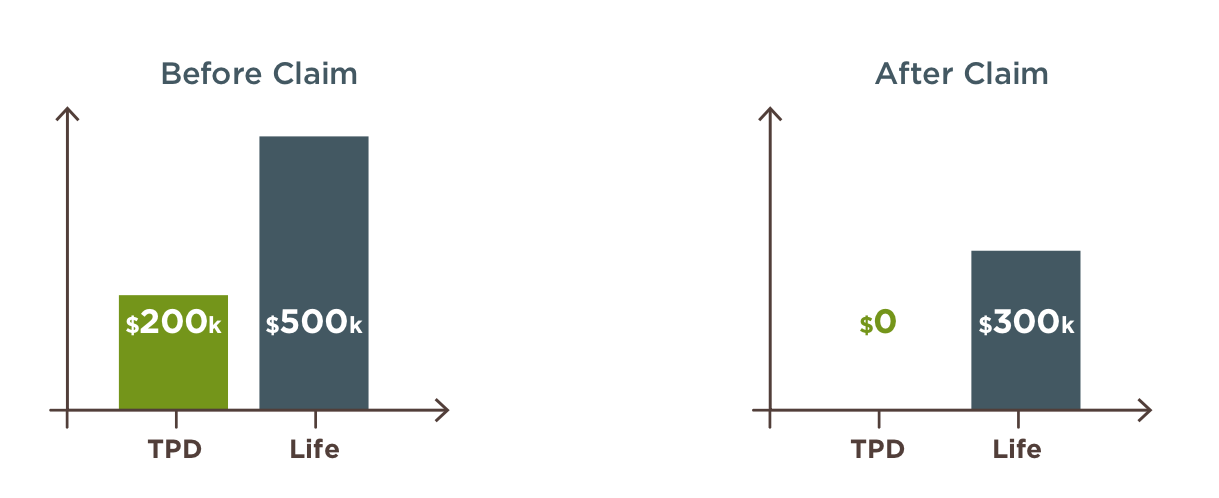 Before Claim
$200k
$500k
TPD
Life
After Claim
$0
$300k
TPD
Life